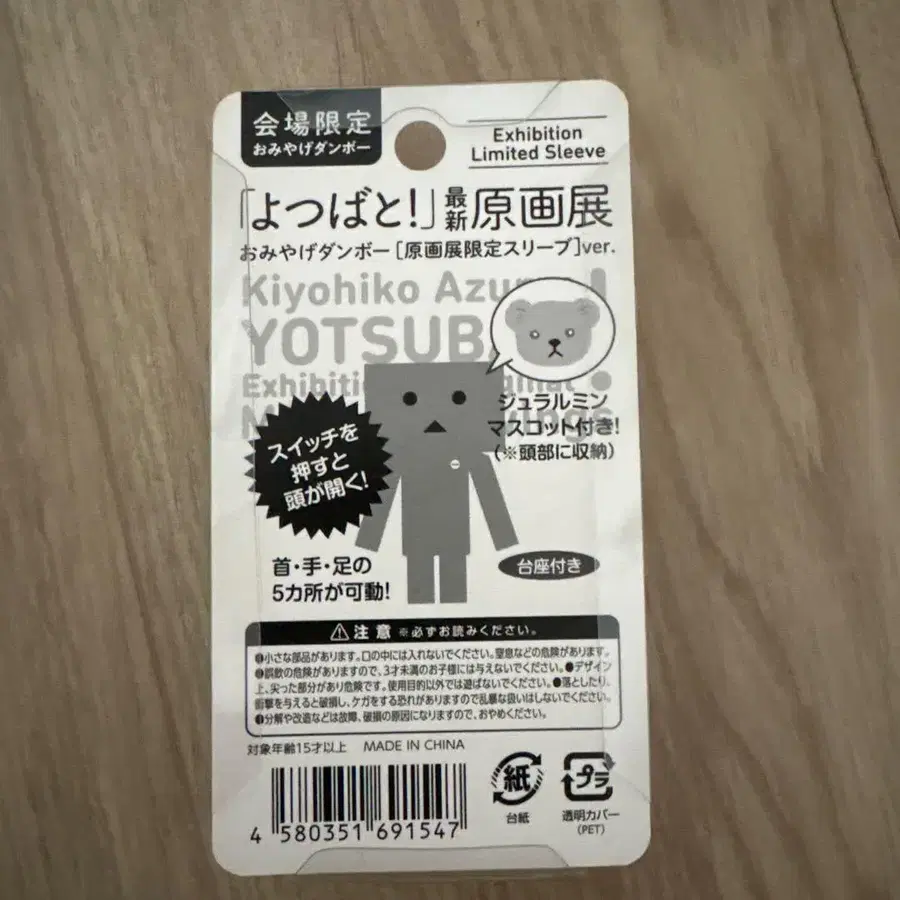 会場限定
おみやげダンボー
Exhibition
Limited Sleeve
「よつばと!」最新原画展
おみやげダンボー[原画展限定スリーブ]ver.
Kiyohiko
YOTSUB
ジュラルミン
マスコット付き!
(※頭部に収納)
スイッチを
押すと
頭が開く!
首・手・足の
5カ所が可動!
台座付き
⚠注意 ※必ずお読みください。
●小さな部品があります。口の中には入れないでください。窒息などの危険があります。
●誤飲の危険がありますので、3才未満のお子様には与えないでください。●デザイン
上、尖った部分があり危険です。使用目的以外では遊ばないでください。●落としたり、
衝撃を与えると破損し、ケガをする恐れがありますので乱暴な扱いはしないでください。
●分解や改造などは故障、破損の原因になりますので、おやめください。
対象年齢15才以上 MADE IN CHINA
紙
台紙
プラ
透明カバー
(PET)
4 580351 691547